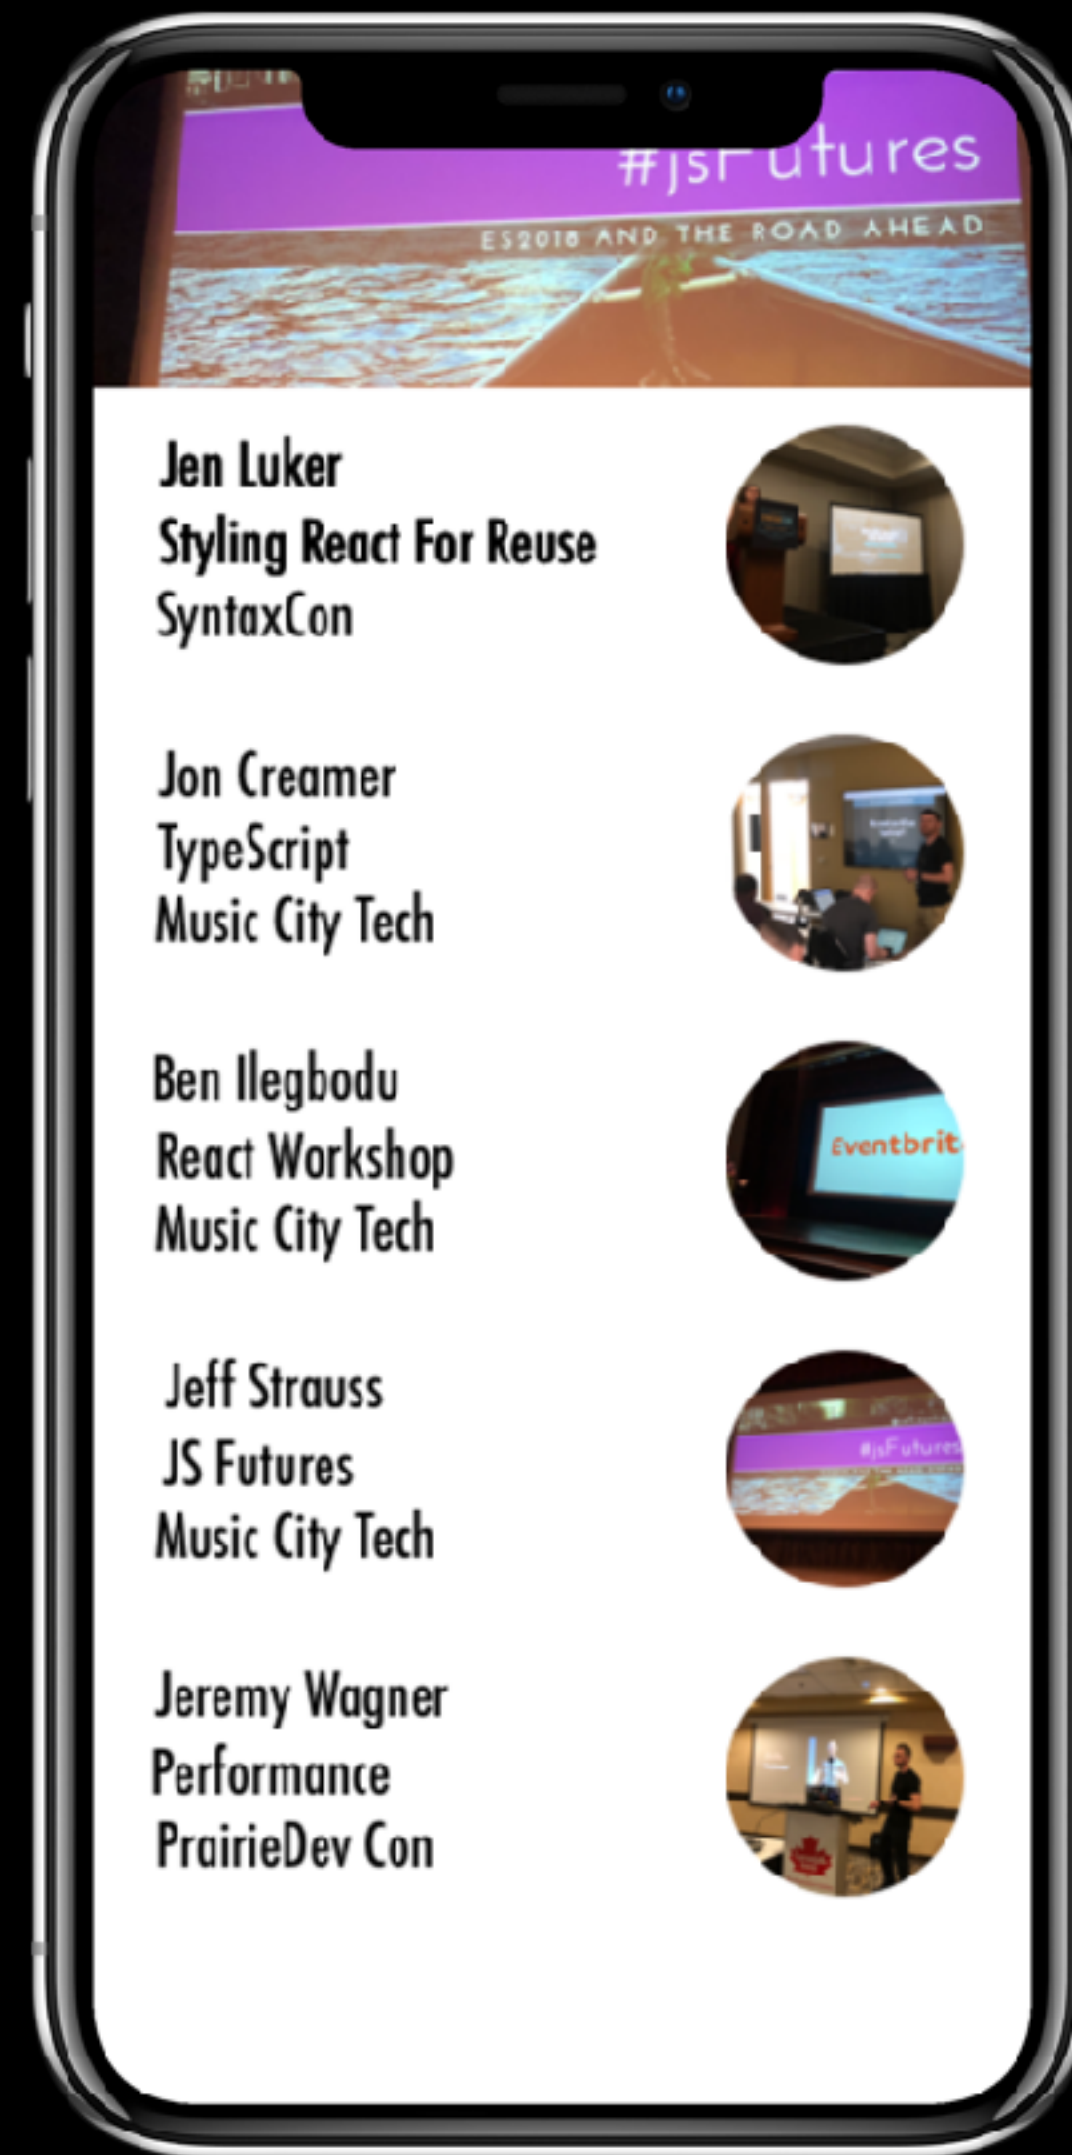 #jsFutures
ES2018 AND THE ROAD AHEAD
Jen Luker
Styling React For Reuse
SyntaxCon
Jon Creamer
TypeScript
Music City Tech
Ben Ilegbodu
React Workshop
Music City Tech
Eventbrit
Jeff Strauss
JS Futures
Music City Tech
#jsFutures
Jeremy Wagner
Performance
PrairieDev Con